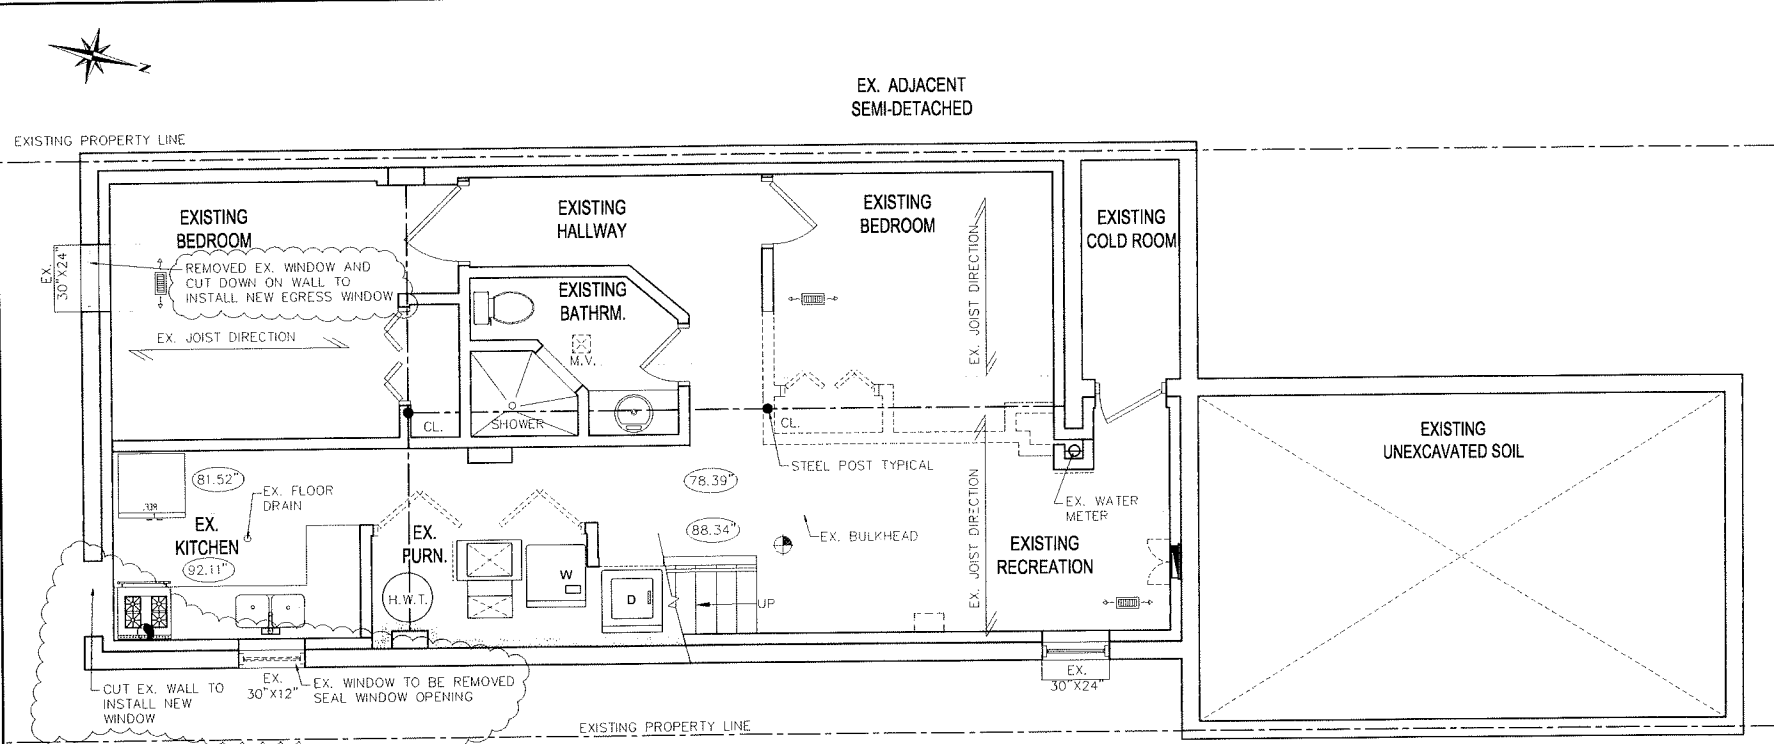 N
EX. ADJACENT
SEMI-DETACHED
EXISTING PROPERTY LINE
EXISTING
BEDROOM
EXISTING
HALLWAY
EXISTING
BEDROOM
EXISTING
COLD ROOM
EX.
30"X24"
REMOVED EX. WINDOW AND
CUT DOWN ON WALL TO
INSTALL NEW EGRESS WINDOW
EX. JOIST DIRECTION
EXISTING
BATHRM.
M.V.
EX. JOIST DIRECTION
CL.
SHOWER
CL.
STEEL POST TYPICAL
EXISTING
UNEXCAVATED SOIL
81.52"
EX. FLOOR
DRAIN
78.39"
REF.
EX.
KITCHEN
92.11"
EX.
FURN.
88.34"
EX. BULKHEAD
EX. JOIST DIRECTION
EX. WATER
METER
EXISTING
RECREATION
H.W.T.
W
D
UP
CUT EX. WALL TO
INSTALL NEW
WINDOW
EX.
30"X12"
EX. WINDOW TO BE REMOVED
SEAL WINDOW OPENING
EX.
30"X24"
EXISTING PROPERTY LINE